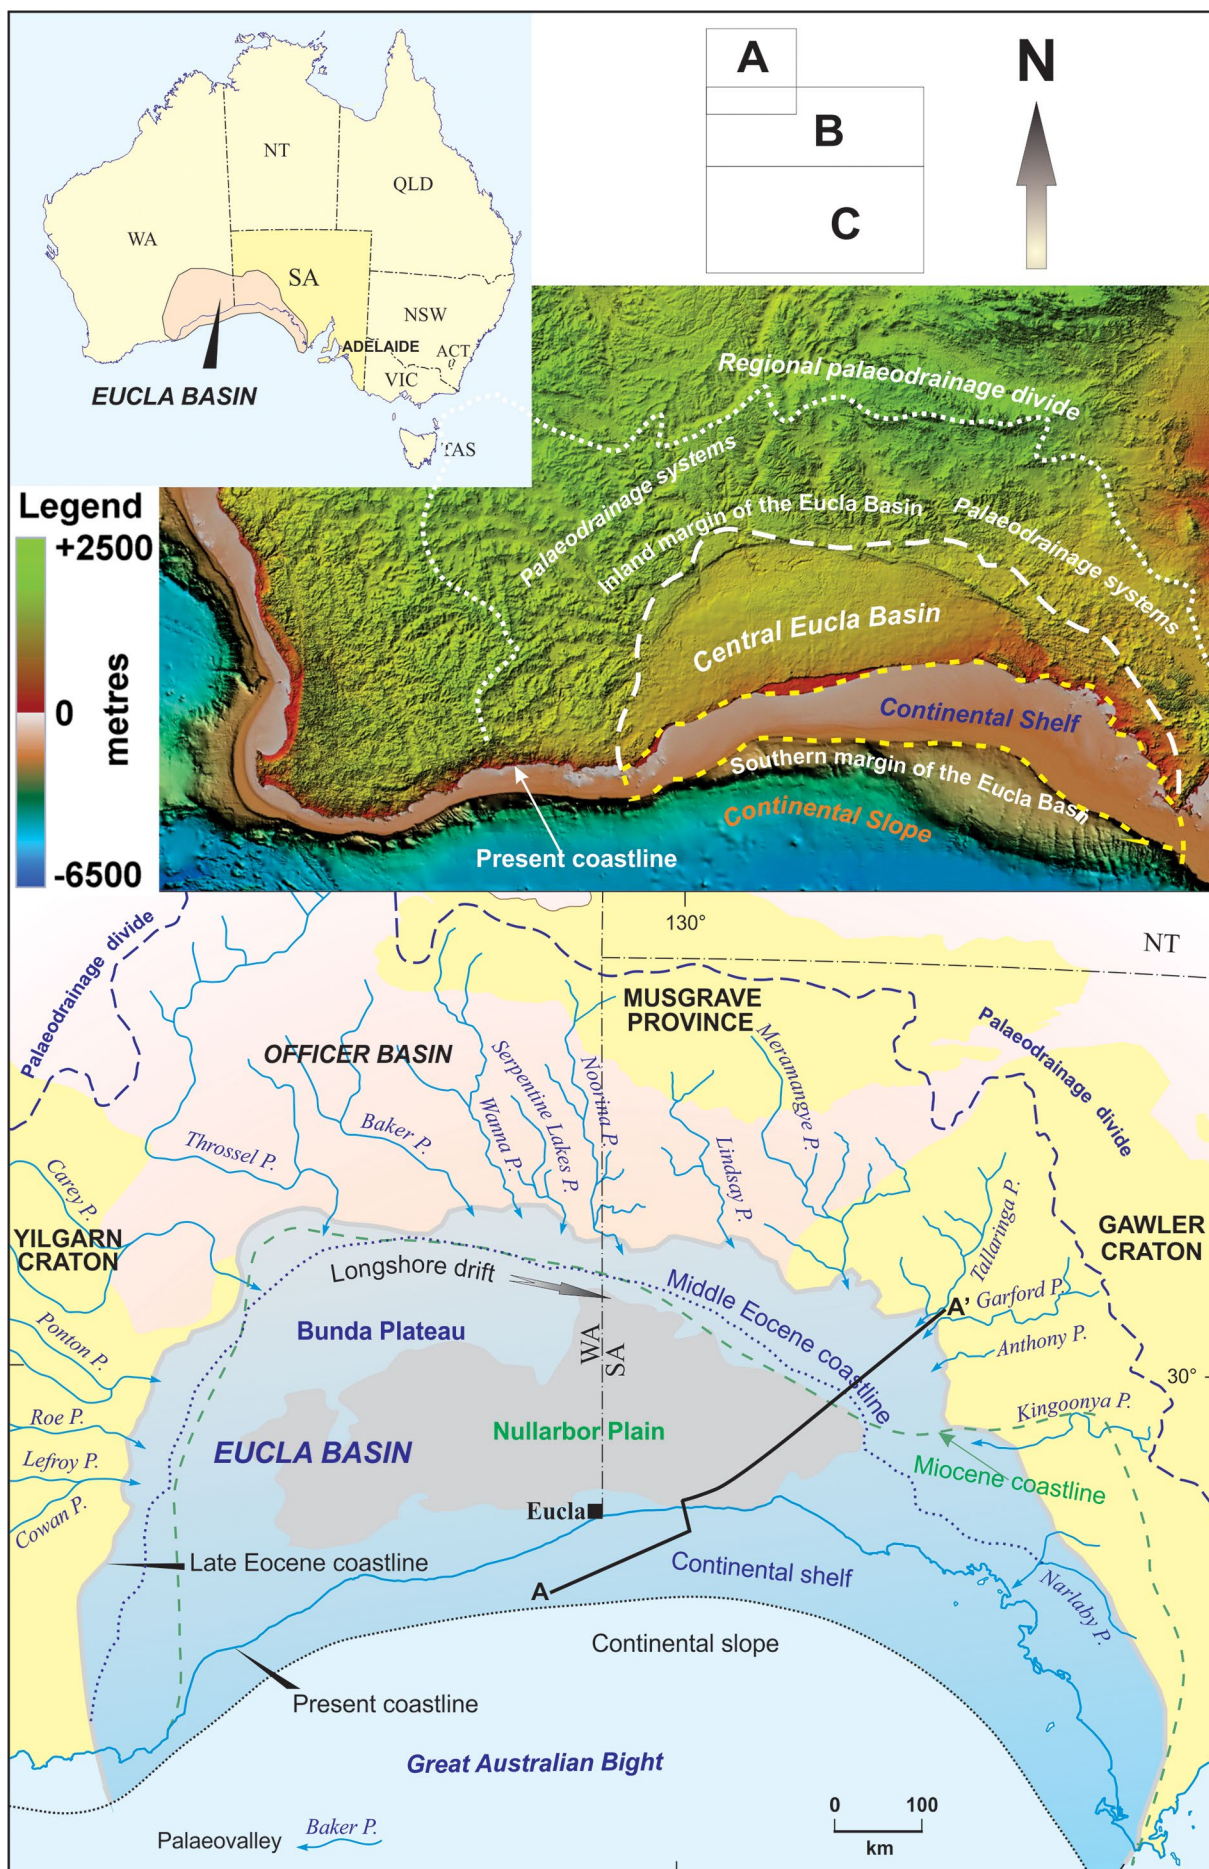 NT
QLD
WA
SA
NSW
ADELAIDE
ACT
VIC
TAS
EUCLA BASIN
A
B
C
N
Legend
+2500
0
-6500
metres
Regional palaeodrainage divide
Palaeodrainage systems
Inland margin of the Eucla Basin
Palaeodrainage systems
Central Eucla Basin
Continental Shelf
Southern margin of the Eucla Basin
Continental Slope
Present coastline
130°
NT
Palaeodrainage divide
MUSGRAVE
PROVINCE
Palaeodrainage divide
OFFICER BASIN
Serpentine Lakes P.
Noorina P.
Meramangye P.
Wanna P.
Baker P.
Throssel P.
Lindsay P.
Carey P.
Tallaringa P.
YILGARN
CRATON
GAWLER
CRATON
Longshore drift
Middle Eocene coastline
A'
Garford P.
Bunda Plateau
WA
SA
Anthony P.
Ponton P.
30°
Kingoonya P.
Roe P.
Nullarbor Plain
EUCLA BASIN
Lefroy P.
Miocene coastline
Cowan P.
Eucla
Late Eocene coastline
Continental shelf
A
Narlaby P.
Continental slope
Present coastline
Great Australian Bight
0 100
km
Palaeovalley
Baker P.